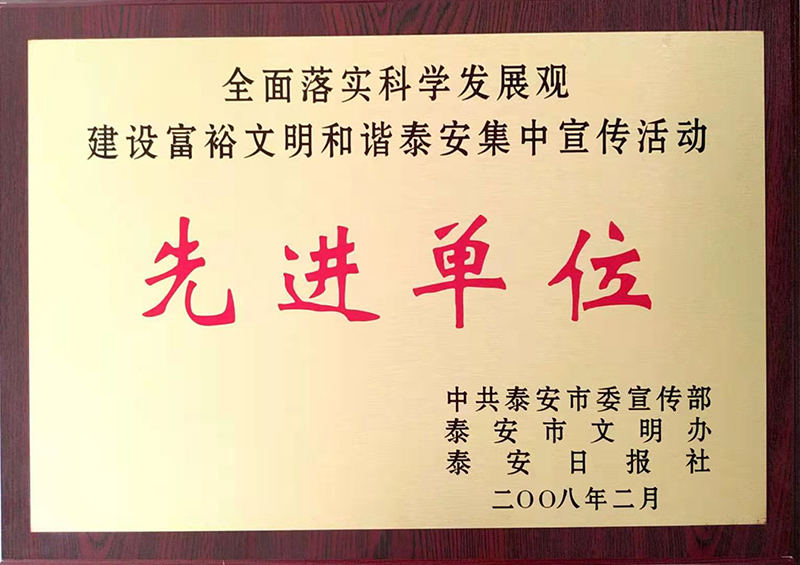 全面落实科学发展观
建设富裕文明和谐泰安集中宣传活动
先进单位
中共泰安市委宣传部
泰安市文明办
泰安日报社
二〇〇八年二月